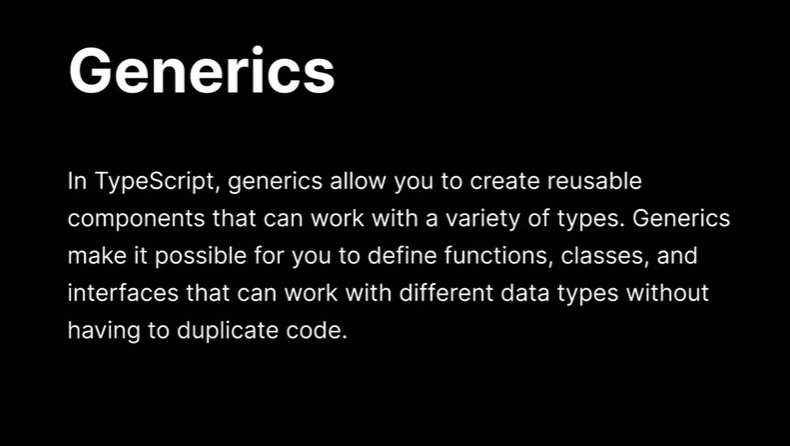 Generics
In TypeScript, generics allow you to create reusable
components that can work with a variety of types. Generics
make it possible for you to define functions, classes, and
interfaces that can work with different data types without
having to duplicate code.